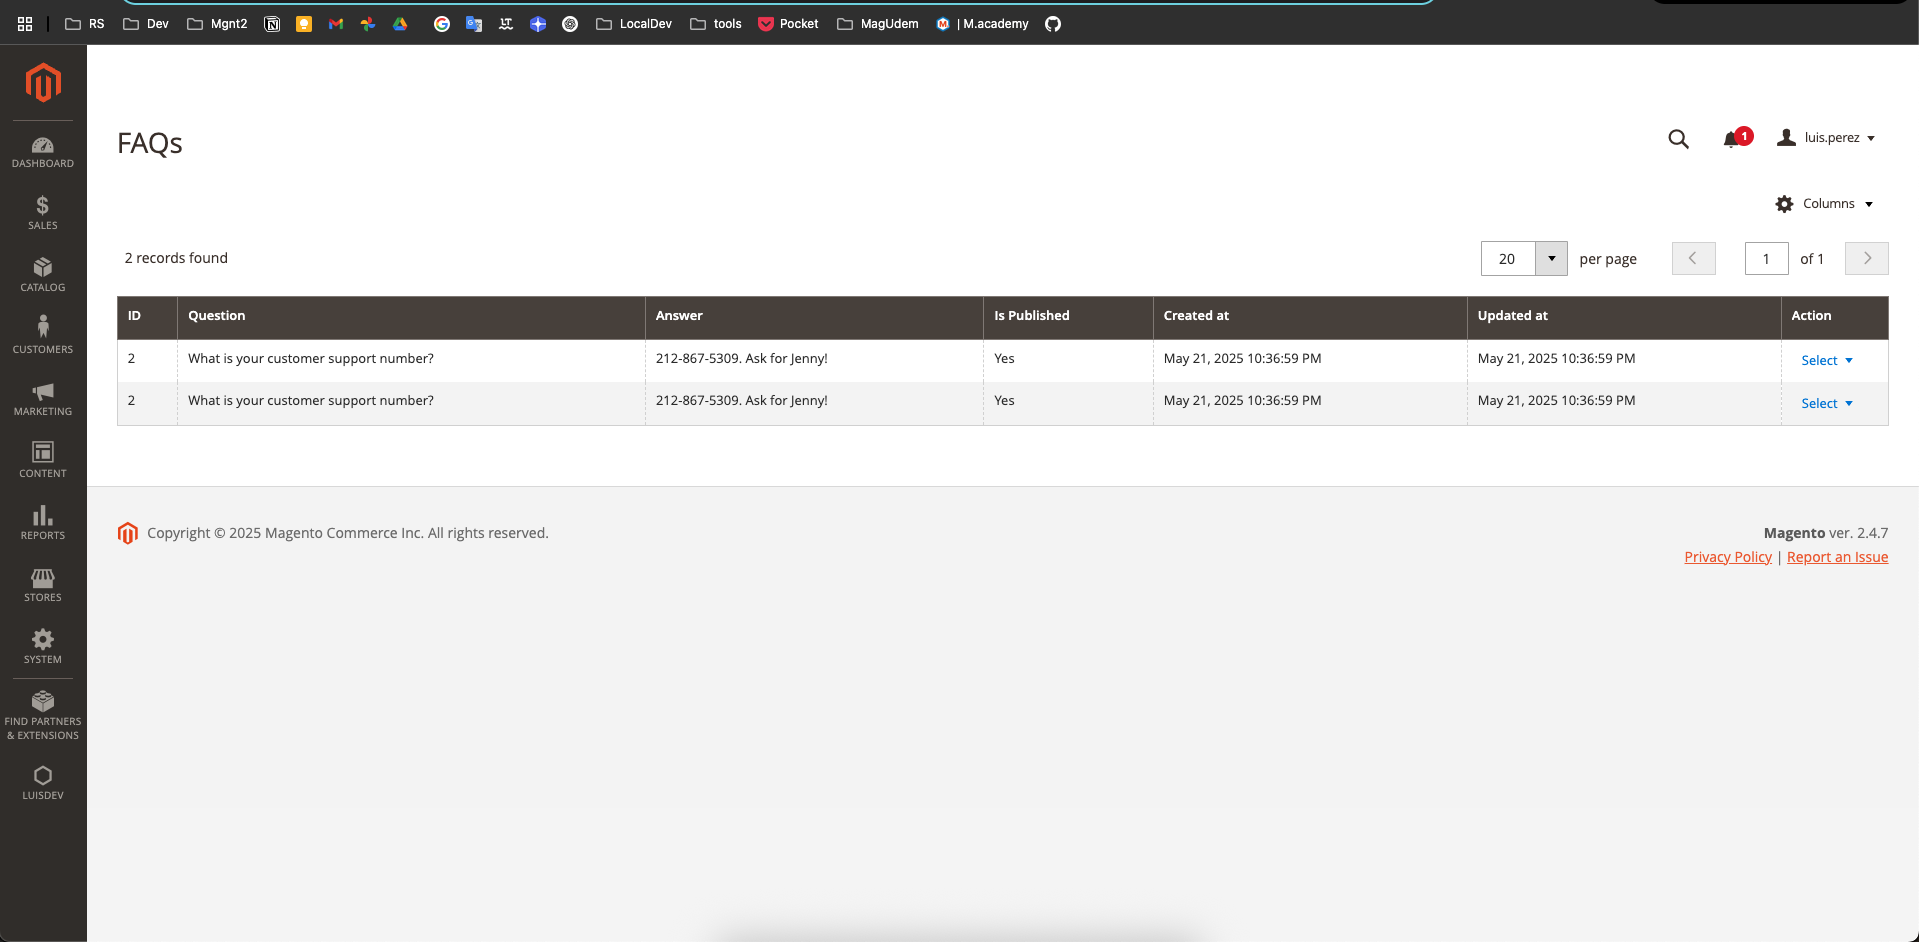 RS Dev Mgnt2 LocalDev tools Pocket MagUdem | M.academy
FAQs
1 luis.perez
Columns
2 records found 20 per page 1 of 1
ID Question Answer Is Published Created at Updated at Action
2 What is your customer support number? 212-867-5309. Ask for Jenny! Yes May 21, 2025 10:36:59 PM May 21, 2025 10:36:59 PM Select
2 What is your customer support number? 212-867-5309. Ask for Jenny! Yes May 21, 2025 10:36:59 PM May 21, 2025 10:36:59 PM Select
Copyright © 2025 Magento Commerce Inc. All rights reserved. Magento ver. 2.4.7
Privacy Policy | Report an Issue
DASHBOARD
SALES
CATALOG
CUSTOMERS
MARKETING
CONTENT
REPORTS
STORES
SYSTEM
FIND PARTNERS
& EXTENSIONS
LUISDEV